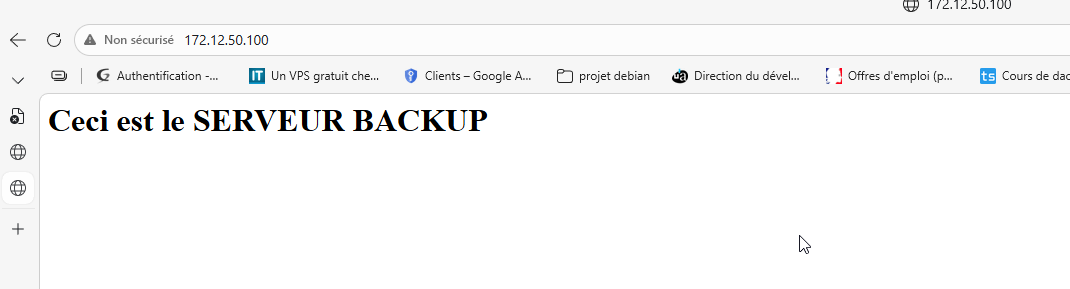 172.12.50.100
Non sécurisé 172.12.50.100
Authentification -... IT Un VPS gratuit che... Clients – Google A... projet debian Direction du dével... Offres d'emploi (p... ts Cours de dac
Ceci est le SERVEUR BACKUP